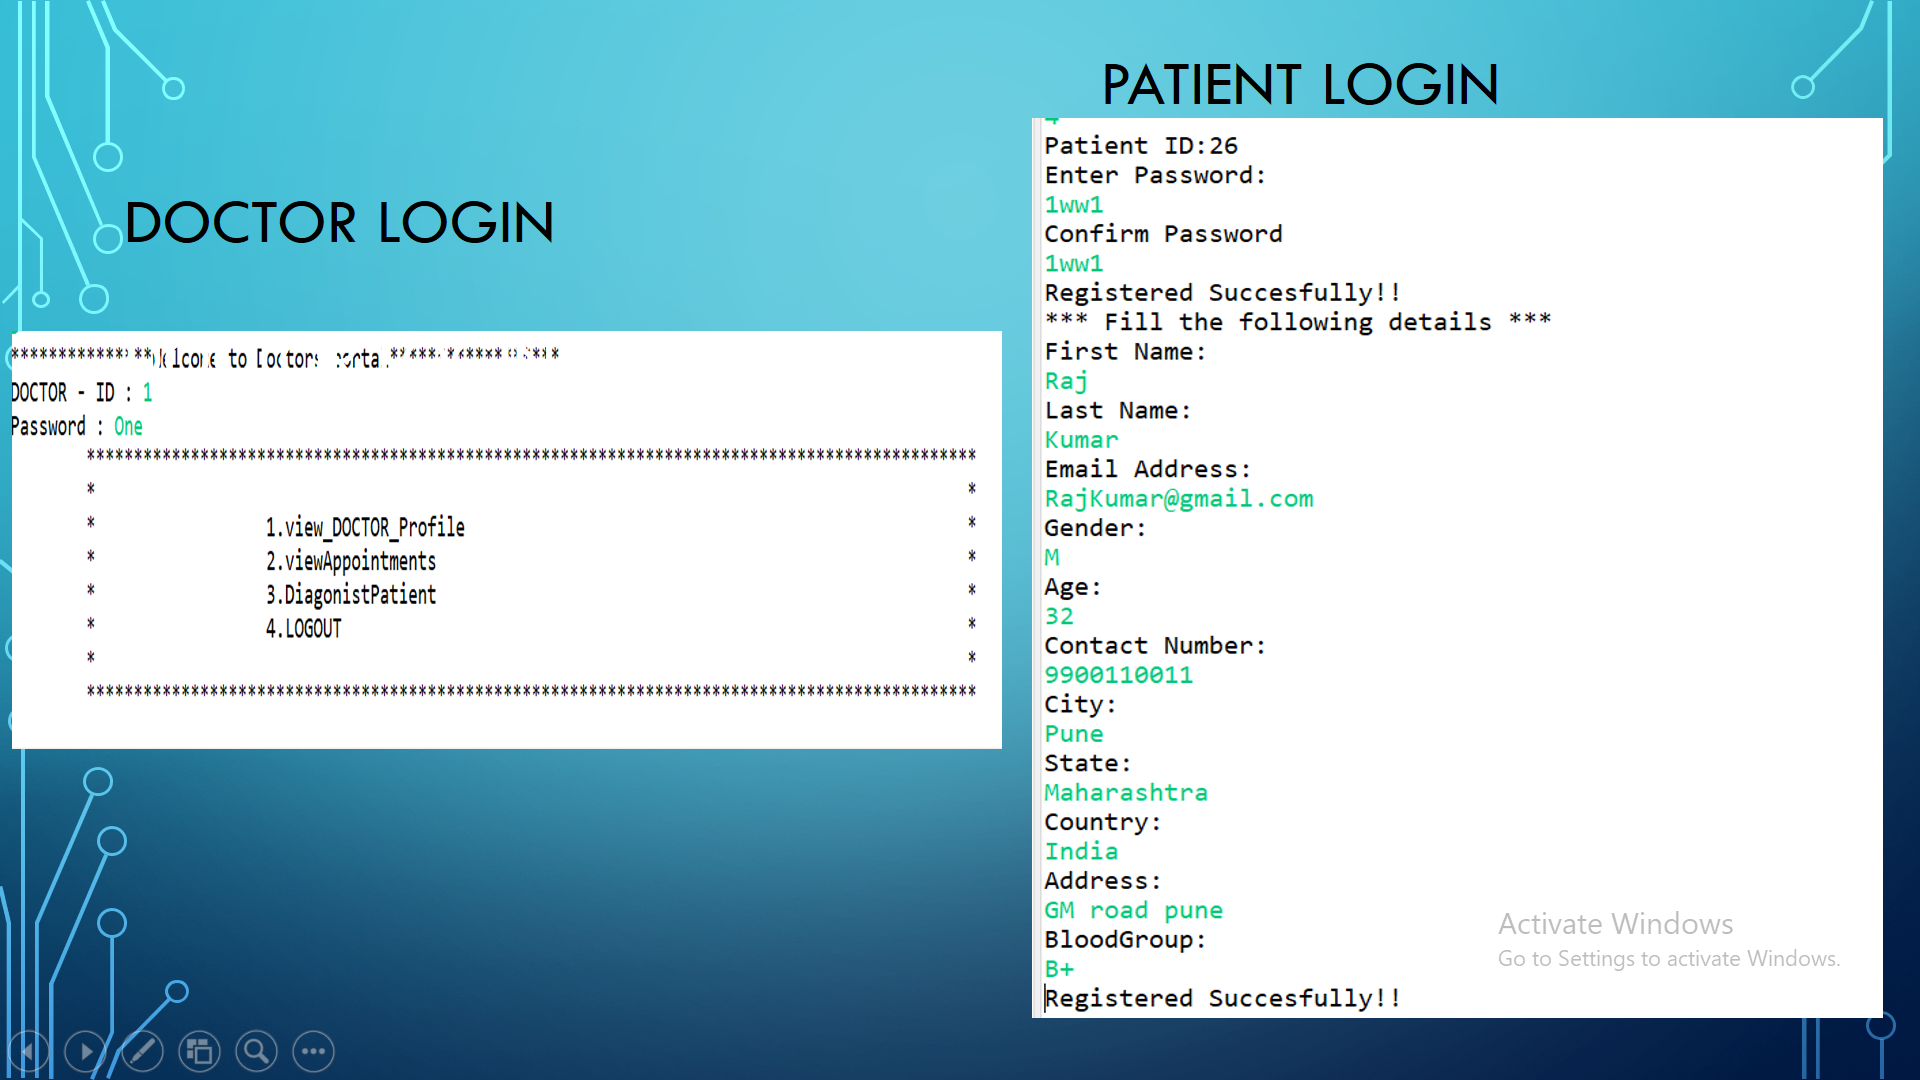 DOCTOR LOGIN
to
DOCTOR - ID : 1
Password : One
********************************************************************************************
* *
* 1.view_DOCTOR_Profile *
* 2.viewAppointments *
* 3.DiagonistPatient *
* 4.LOGOUT *
* *
********************************************************************************************
PATIENT LOGIN
Patient ID:26
Enter Password:
1ww1
Confirm Password
1ww1
Registered Succesfully!!
*** Fill the following details ***
First Name:
Raj
Last Name:
Kumar
Email Address:
RajKumar@gmail.com
Gender:
M
Age:
32
Contact Number:
9900110011
City:
Pune
State:
Maharashtra
Country:
India
Address:
GM road pune
BloodGroup:
B+
Registered Succesfully!!
Activate Windows
Go to Settings to activate Windows.